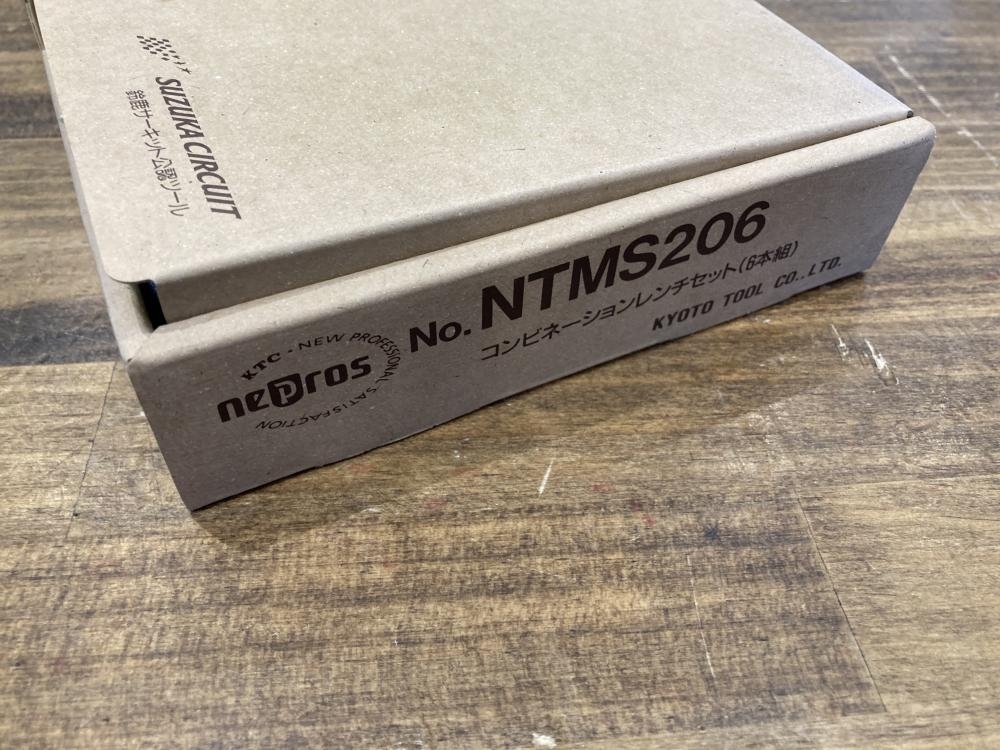 SUZUKA CIRCUIT
鈴鹿サーキット公認ツール
KTC - NEW PROFESSIONAL SATISFACTION
nepros
No. NTMS206
コンビネーションレンチセット(6本組)
KYOTO TOOL CO., LTD.